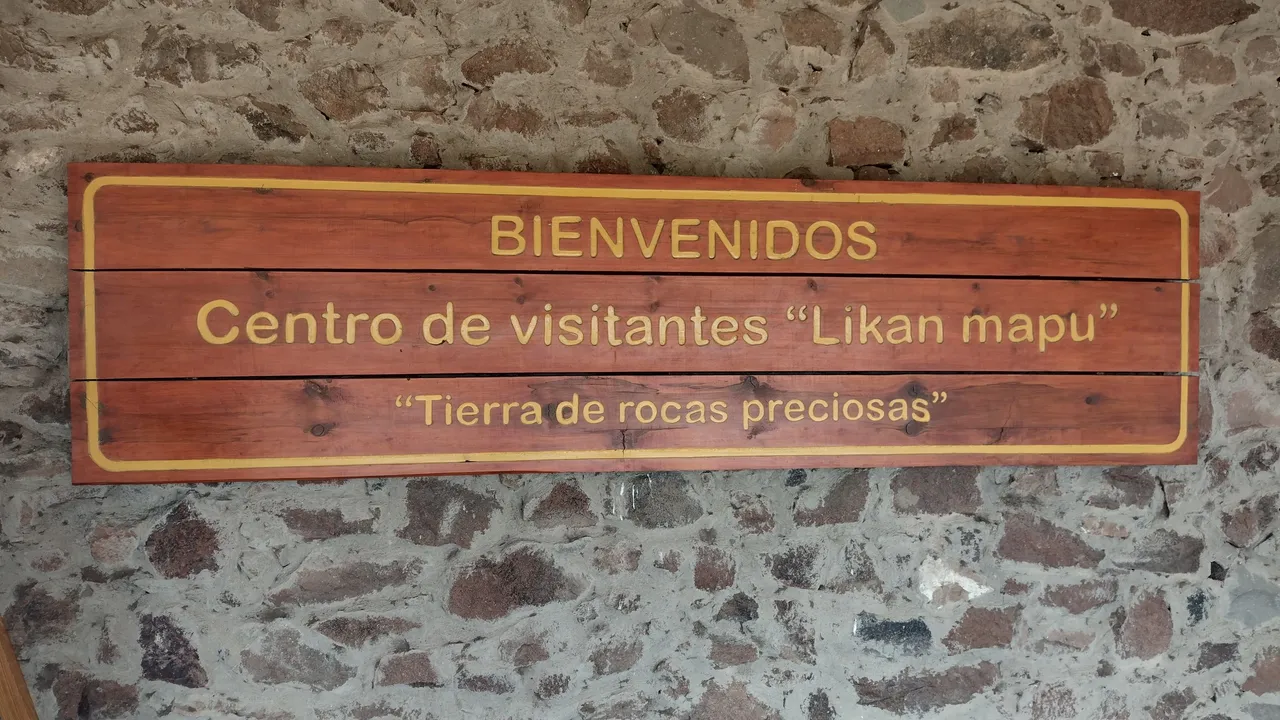 BIENVENIDOS
Centro de visitantes “Likan mapu”
“Tierra de rocas preciosas”